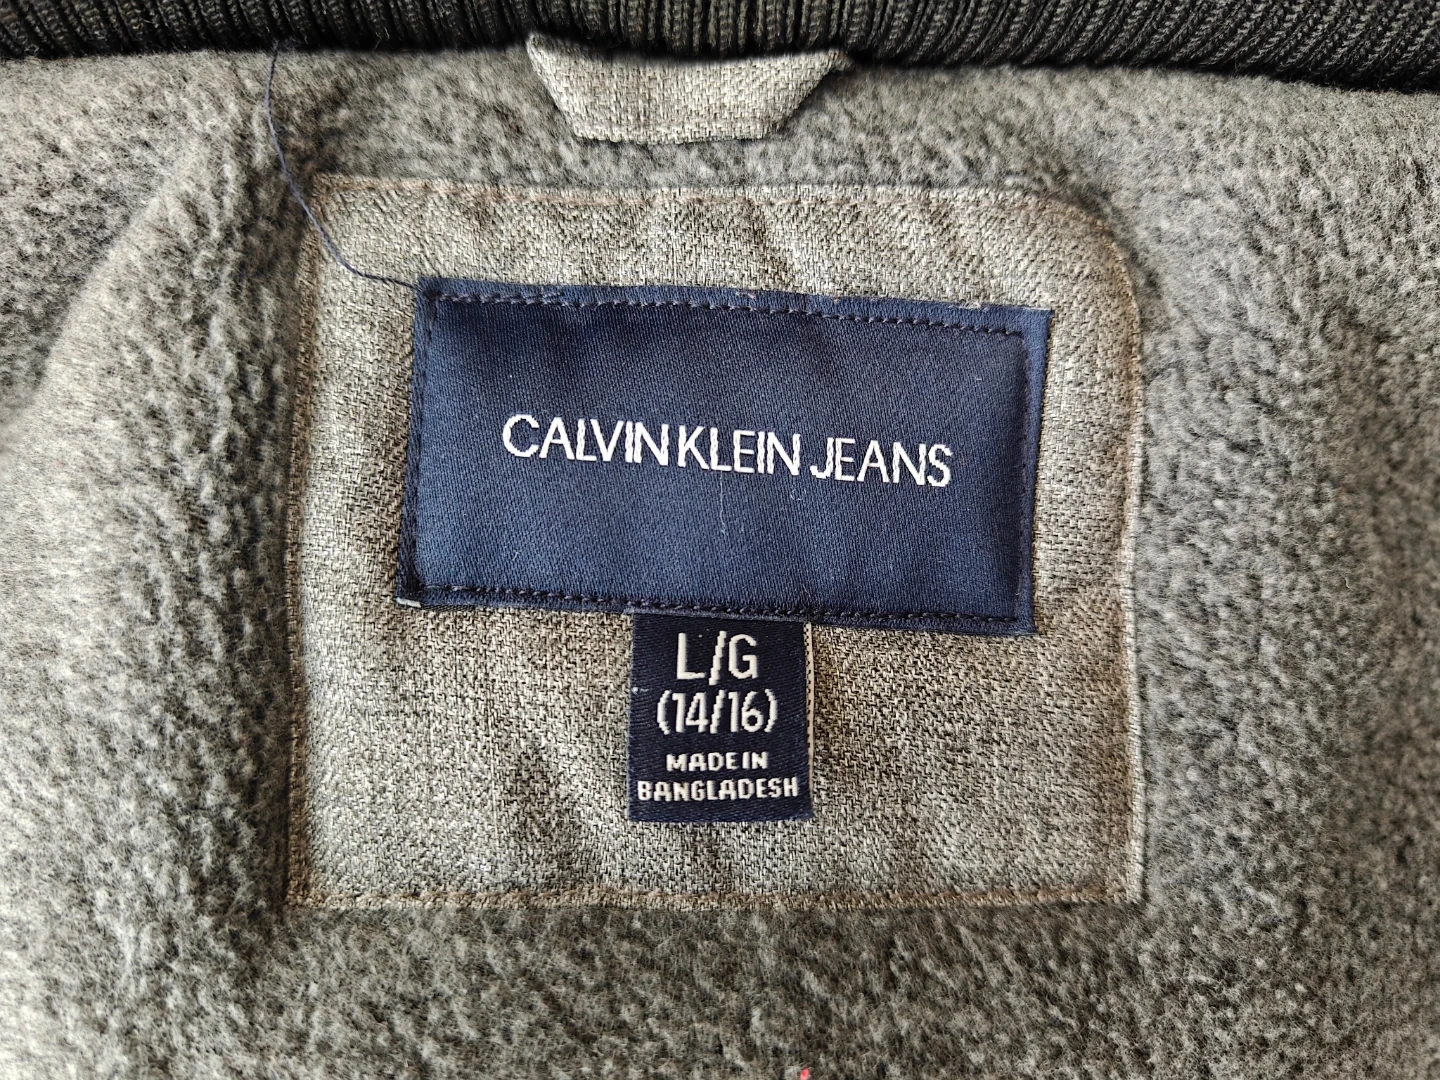 CALVIN KLEIN JEANS
L/G
(14/16)
MADE IN
BANGLADESH